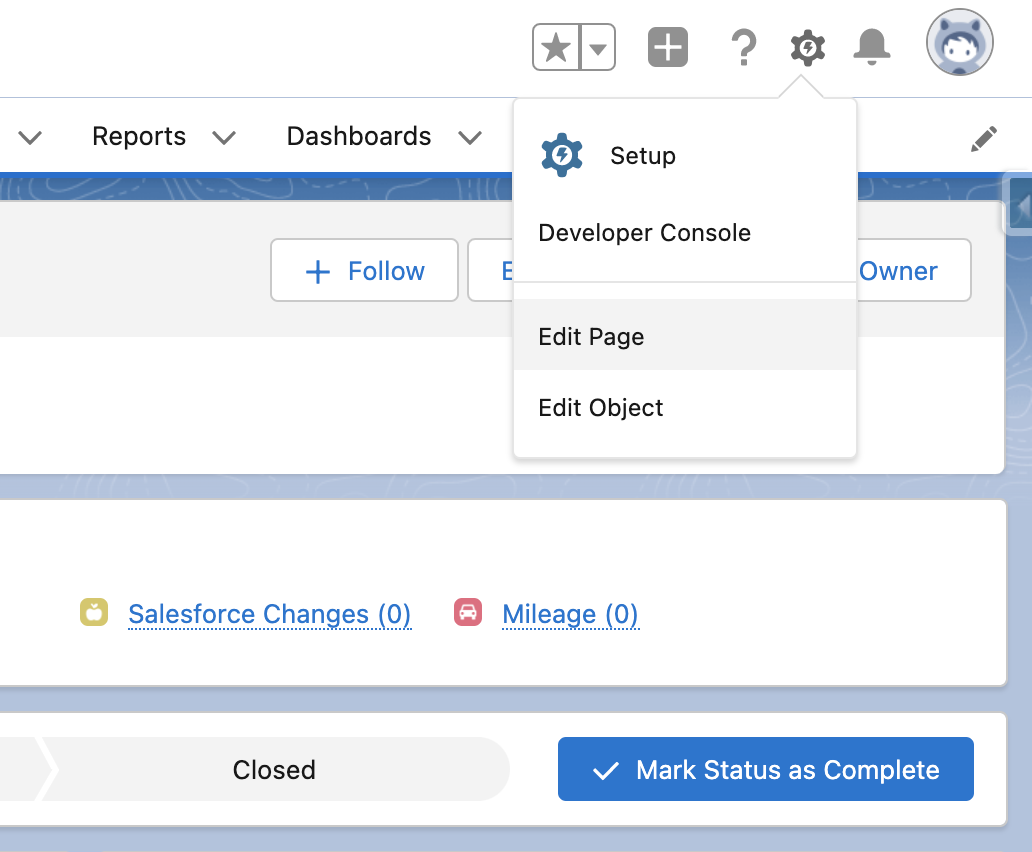 Reports
Dashboards
Setup
Developer Console
Follow
E
Owner
Edit Page
Edit Object
Salesforce Changes (0)
Mileage (0)
Closed
Mark Status as Complete